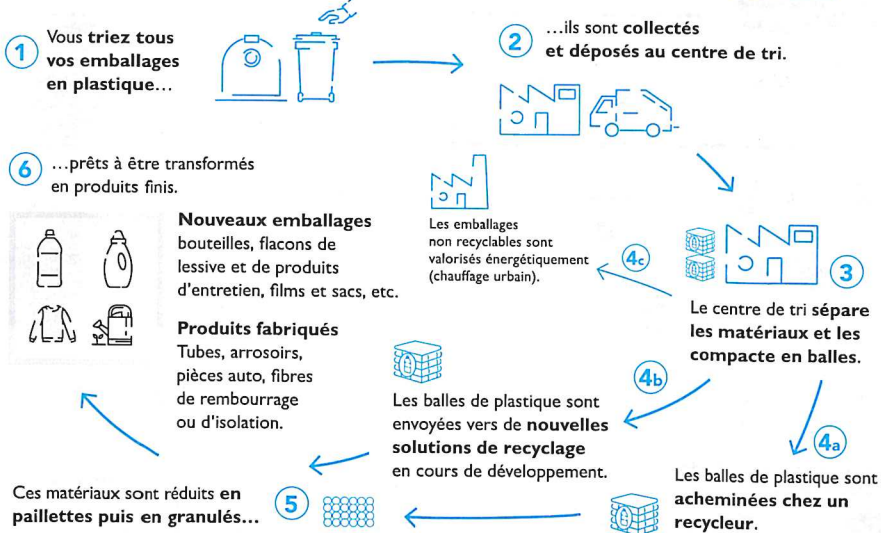 1
Vous triez tous
vos emballages
en plastique...
2
...ils sont collectés
et déposés au centre de tri.
3
Le centre de tri sépare
les matériaux et les
compacte en balles.
4a
Les balles de plastique sont
acheminées chez un
recycleur.
4b
Les balles de plastique sont
envoyées vers de nouvelles
solutions de recyclage
en cours de développement.
4c
Les emballages
non recyclables sont
valorisés énergétiquement
(chauffage urbain).
5
Ces matériaux sont réduits en
paillettes puis en granulés...
6
...prêts à être transformés
en produits finis.
Nouveaux emballages
bouteilles, flacons de
lessive et de produits
d'entretien, films et sacs, etc.
Produits fabriqués
Tubes, arrosoirs,
pièces auto, fibres
de rembourrage
ou d'isolation.